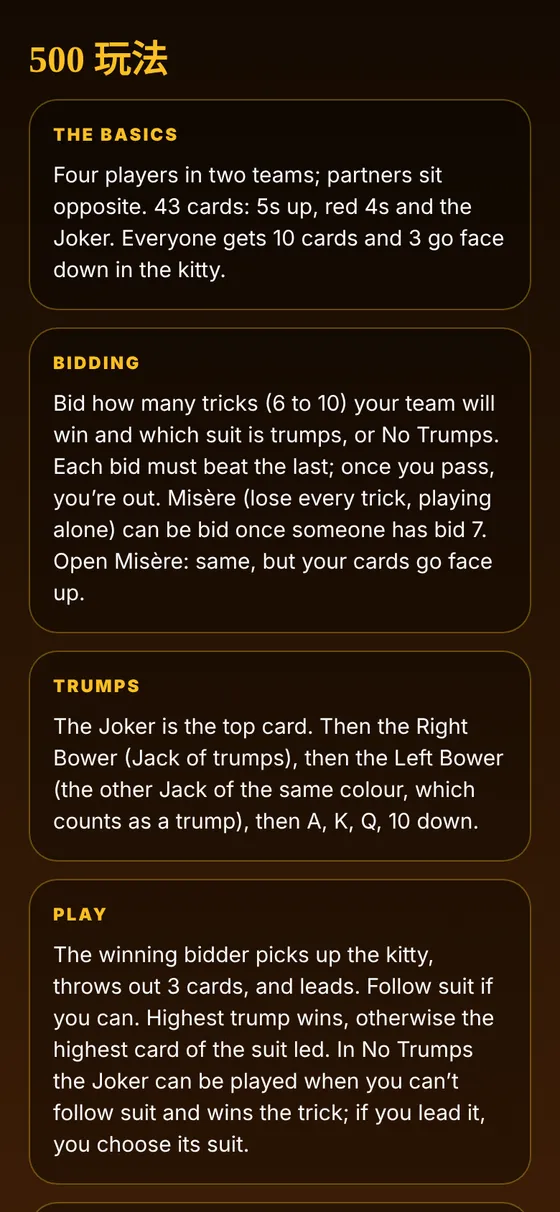 500 玩法
THE BASICS
Four players in two teams; partners sit
opposite. 43 cards: 5s up, red 4s and the
Joker. Everyone gets 10 cards and 3 go face
down in the kitty.
BIDDING
Bid how many tricks (6 to 10) your team will
win and which suit is trumps, or No Trumps.
Each bid must beat the last; once you pass,
you’re out. Misère (lose every trick, playing
alone) can be bid once someone has bid 7.
Open Misère: same, but your cards go face
up.
TRUMPS
The Joker is the top card. Then the Right
Bower (Jack of trumps), then the Left Bower
(the other Jack of the same colour, which
counts as a trump), then A, K, Q, 10 down.
PLAY
The winning bidder picks up the kitty,
throws out 3 cards, and leads. Follow suit if
you can. Highest trump wins, otherwise the
highest card of the suit led. In No Trumps
the Joker can be played when you can’t
follow suit and wins the trick; if you lead it,
you choose its suit.